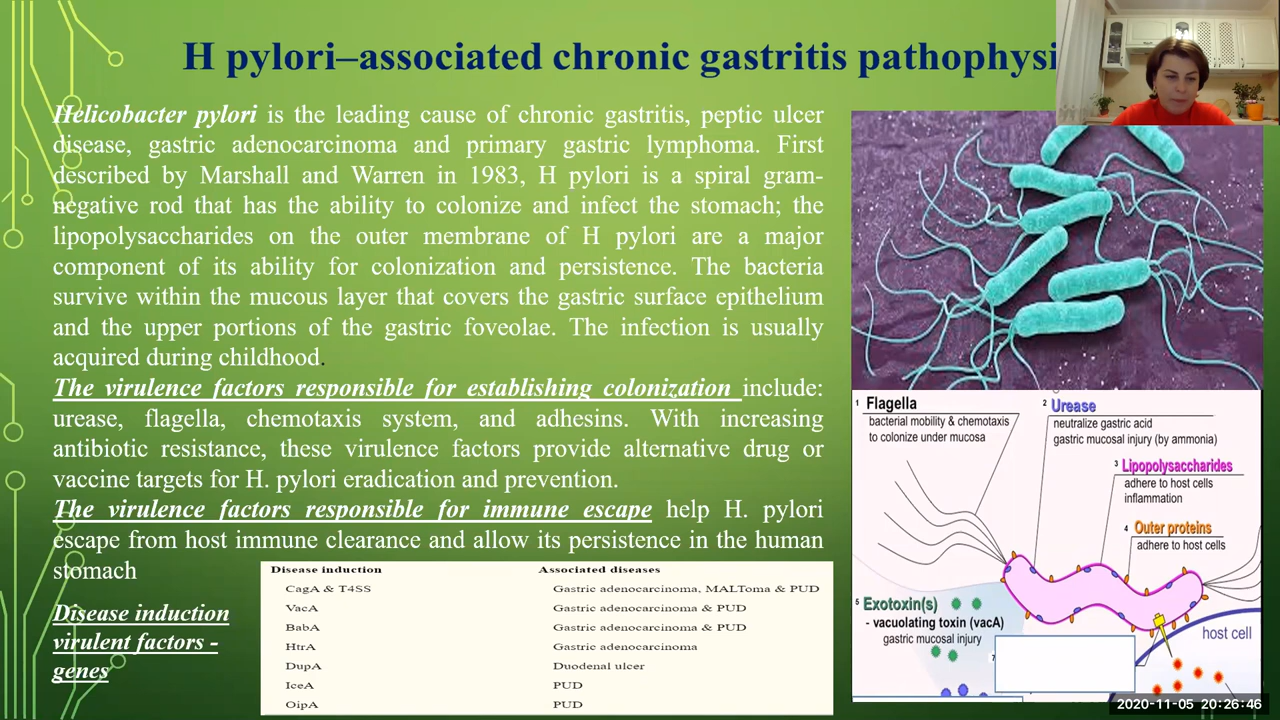 H pylori–associated chronic gastritis pathophysi
Helicobacter pylori is the leading cause of chronic gastritis, peptic ulcer
disease, gastric adenocarcinoma and primary gastric lymphoma. First
described by Marshall and Warren in 1983, H pylori is a spiral gram-
negative rod that has the ability to colonize and infect the stomach; the
lipopolysaccharides on the outer membrane of H pylori are a major
component of its ability for colonization and persistence. The bacteria
survive within the mucous layer that covers the gastric surface epithelium
and the upper portions of the gastric foveolae. The infection is usually
acquired during childhood.
The virulence factors responsible for establishing colonization include:
urease, flagella, chemotaxis system, and adhesins. With increasing
antibiotic resistance, these virulence factors provide alternative drug or
vaccine targets for H. pylori eradication and prevention.
The virulence factors responsible for immune escape help H. pylori
escape from host immune clearance and allow its persistence in the human
stomach
Disease induction
virulent factors -
genes
Disease induction Associated diseases
CagA & T4SS Gastric adenocarcinoma, MALToma & PUD
VacA Gastric adenocarcinoma & PUD
BabA Gastric adenocarcinoma & PUD
HtrA Gastric adenocarcinoma
DupA Duodenal ulcer
IceA PUD
OipA PUD
1 Flagella
bacterial mobility & chemotaxis
to colonize under mucosa
2 Urease
neutralize gastric acid
gastric mucosal injury (by ammonia)
3 Lipopolysaccharides
adhere to host cells
inflammation
4 Outer proteins
adhere to host cells
5 Exotoxin(s)
- vacuolating toxin (vacA)
gastric mucosal injury
host cell
2020-11-05 20:26:46